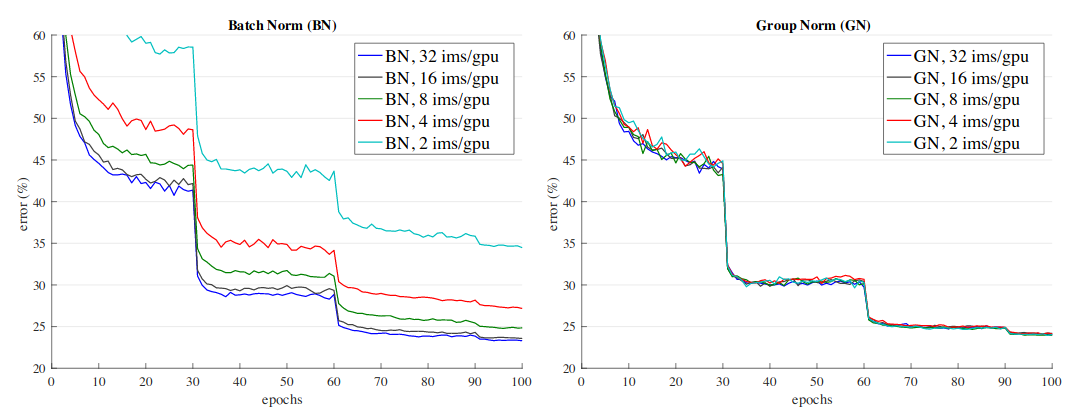 Batch Norm (BN)
60
55
50
45
40
35
30
25
20
error (%)
0
10
20
30
40
50
60
70
80
90
100
epochs
BN, 32 ims/gpu
BN, 16 ims/gpu
BN, 8 ims/gpu
BN, 4 ims/gpu
BN, 2 ims/gpu
Group Norm (GN)
60
55
50
45
40
35
30
25
20
error (%)
0
10
20
30
40
50
60
70
80
90
100
epochs
GN, 32 ims/gpu
GN, 16 ims/gpu
GN, 8 ims/gpu
GN, 4 ims/gpu
GN, 2 ims/gpu